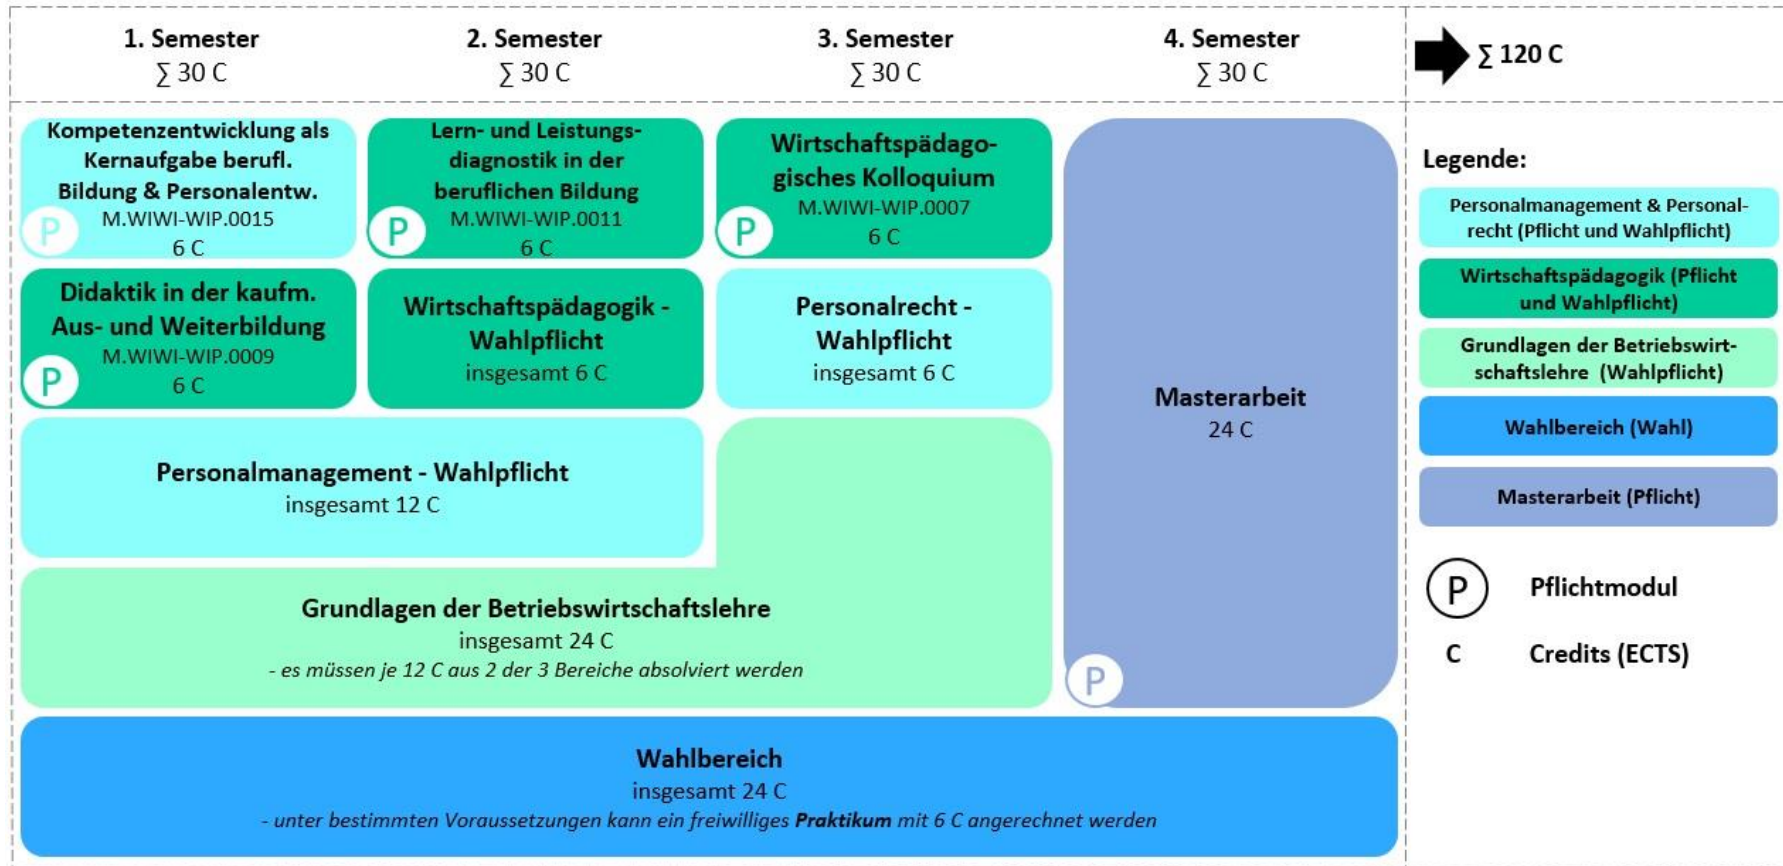 1. Semester
∑ 30 C
2. Semester
∑ 30 C
3. Semester
∑ 30 C
4. Semester
∑ 30 C
∑ 120 C
Kompetenzentwicklung als
Kernaufgabe berufl.
Bildung & Personalentw.
M.WIWI-WIP.0015
6 C
P
Lern- und Leistungs-
diagnostik in der
beruflichen Bildung
M.WIWI-WIP.0011
6 C
P
Wirtschaftspädago-
gisches Kolloquium
M.WIWI-WIP.0007
6 C
P
Didaktik in der kaufm.
Aus- und Weiterbildung
M.WIWI-WIP.0009
6 C
P
Wirtschaftspädagogik -
Wahlpflicht
insgesamt 6 C
Personalrecht -
Wahlpflicht
insgesamt 6 C
Masterarbeit
24 C
P
Personalmanagement - Wahlpflicht
insgesamt 12 C
Grundlagen der Betriebswirtschaftslehre
insgesamt 24 C
- es müssen je 12 C aus 2 der 3 Bereiche absolviert werden
Wahlbereich
insgesamt 24 C
- unter bestimmten Voraussetzungen kann ein freiwilliges Praktikum mit 6 C angerechnet werden
Legende:
Personalmanagement & Personal-
recht (Pflicht und Wahlpflicht)
Wirtschaftspädagogik (Pflicht
und Wahlpflicht)
Grundlagen der Betriebswirt-
schaftslehre (Wahlpflicht)
Wahlbereich (Wahl)
Masterarbeit (Pflicht)
P Pflichtmodul
C Credits (ECTS)